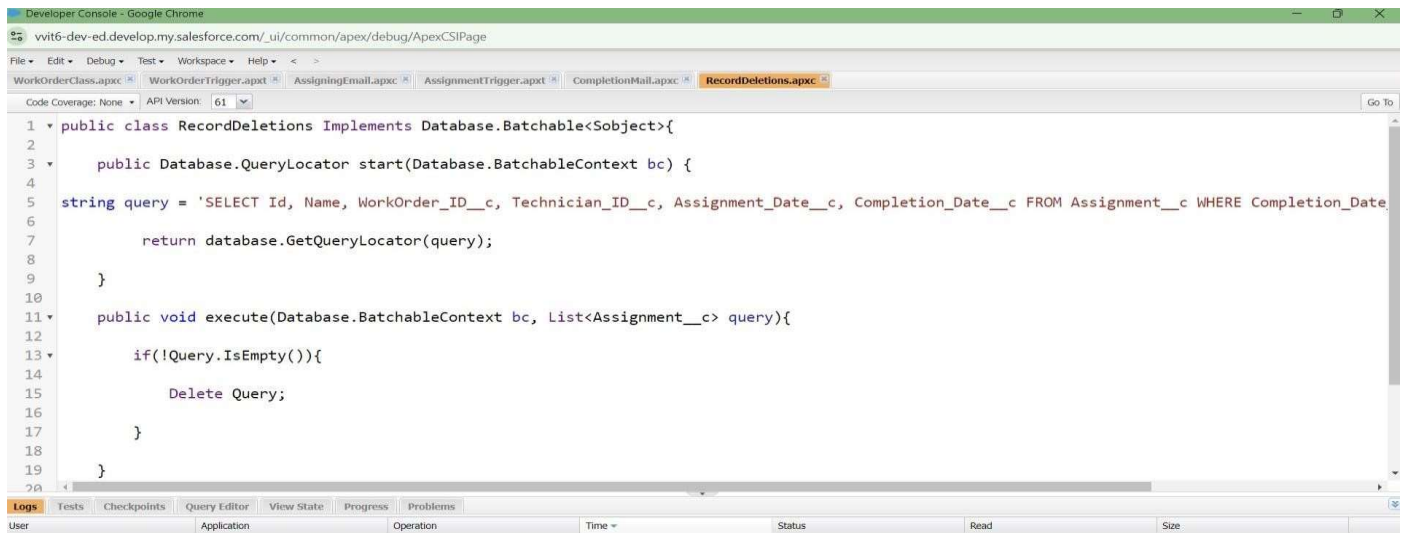 Developer Console - Google Chrome
vvit6-dev-ed.develop.my.salesforce.com/_ui/common/apex/debug/ApexCSIPage
File Edit Debug Test Workspace Help < >
WorkOrderClass.apxc WorkOrderTrigger.apxt AssigningEmail.apxc AssignmentTrigger.apxt CompletionMail.apxc RecordDeletions.apxc
Code Coverage: None API Version: 61 Go To
1 public class RecordDeletions Implements Database.Batchable<Sobject>{
2
3 public Database.QueryLocator start(Database.BatchableContext bc) {
4
5 string query = 'SELECT Id, Name, WorkOrder_ID__c, Technician_ID__c, Assignment_Date__c, Completion_Date__c FROM Assignment__c WHERE Completion_Date_
6
7 return database.GetQueryLocator(query);
8
9 }
10
11 public void execute(Database.BatchableContext bc, List<Assignment__c> query){
12
13 if(!Query.IsEmpty()){
14
15 Delete Query;
16
17 }
18
19 }
20
Logs Tests Checkpoints Query Editor View State Progress Problems
User Application Operation Time Status Read Size